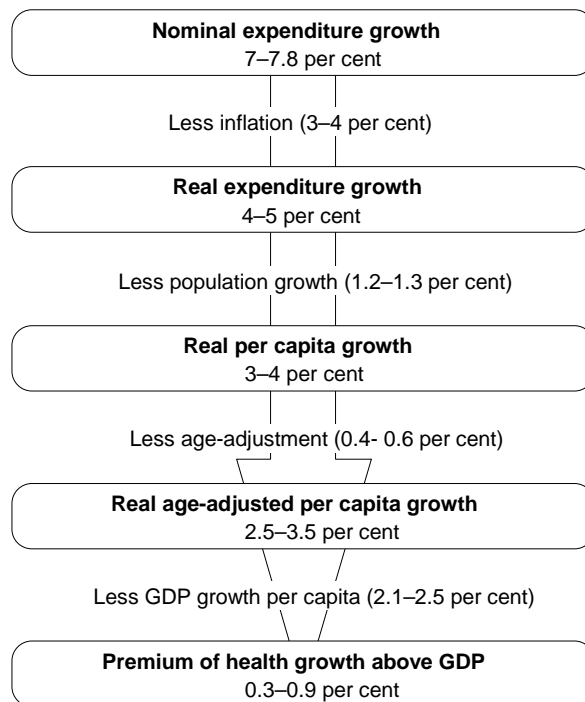 Nominal expenditure growth
7–7.8 per cent
Less inflation (3–4 per cent)
Real expenditure growth
4–5 per cent
Less population growth (1.2–1.3 per cent)
Real per capita growth
3–4 per cent
Less age-adjustment (0.4- 0.6 per cent)
Real age-adjusted per capita growth
2.5–3.5 per cent
Less GDP growth per capita (2.1–2.5 per cent)
Premium of health growth above GDP
0.3–0.9 per cent